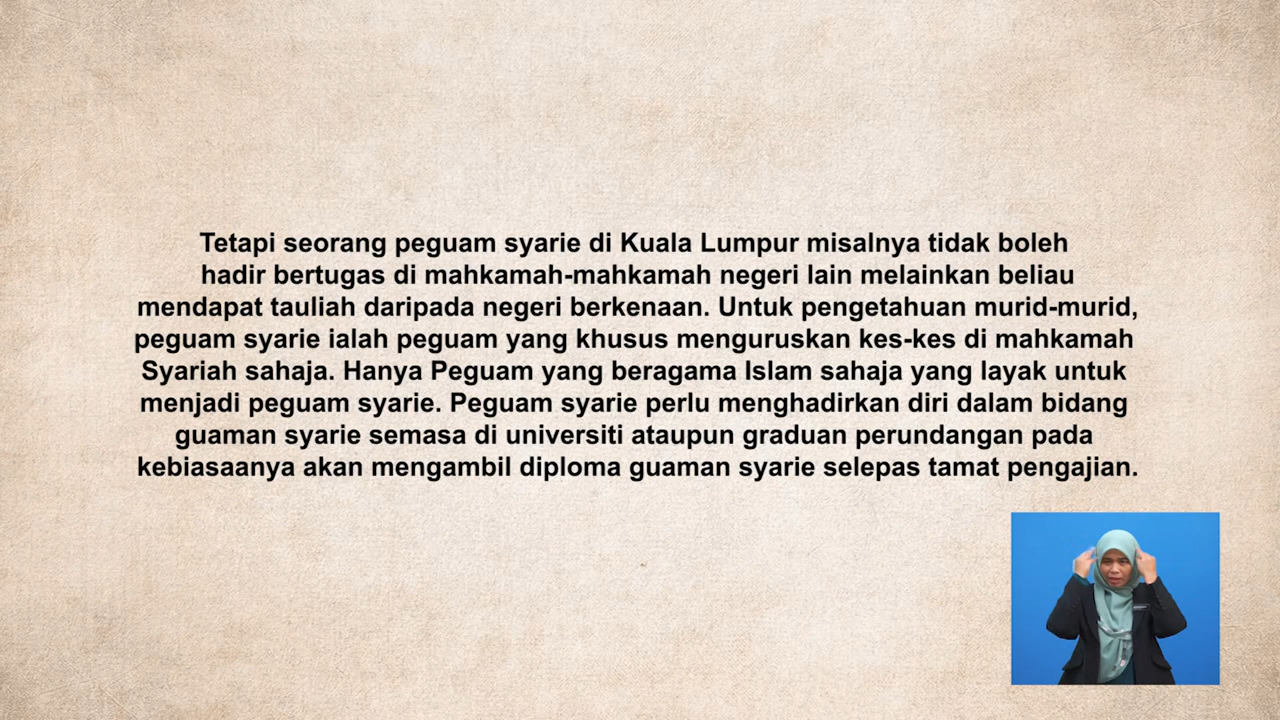 Tetapi seorang peguam syarie di Kuala Lumpur misalnya tidak boleh
hadir bertugas di mahkamah-mahkamah negeri lain melainkan beliau
mendapat tauliah daripada negeri berkenaan. Untuk pengetahuan murid-murid,
peguam syarie ialah peguam yang khusus menguruskan kes-kes di mahkamah
Syariah sahaja. Hanya Peguam yang beragama Islam sahaja yang layak untuk
menjadi peguam syarie. Peguam syarie perlu menghadirkan diri dalam bidang
guaman syarie semasa di universiti ataupun graduan perundangan pada
kebiasaanya akan mengambil diploma guaman syarie selepas tamat pengajian.